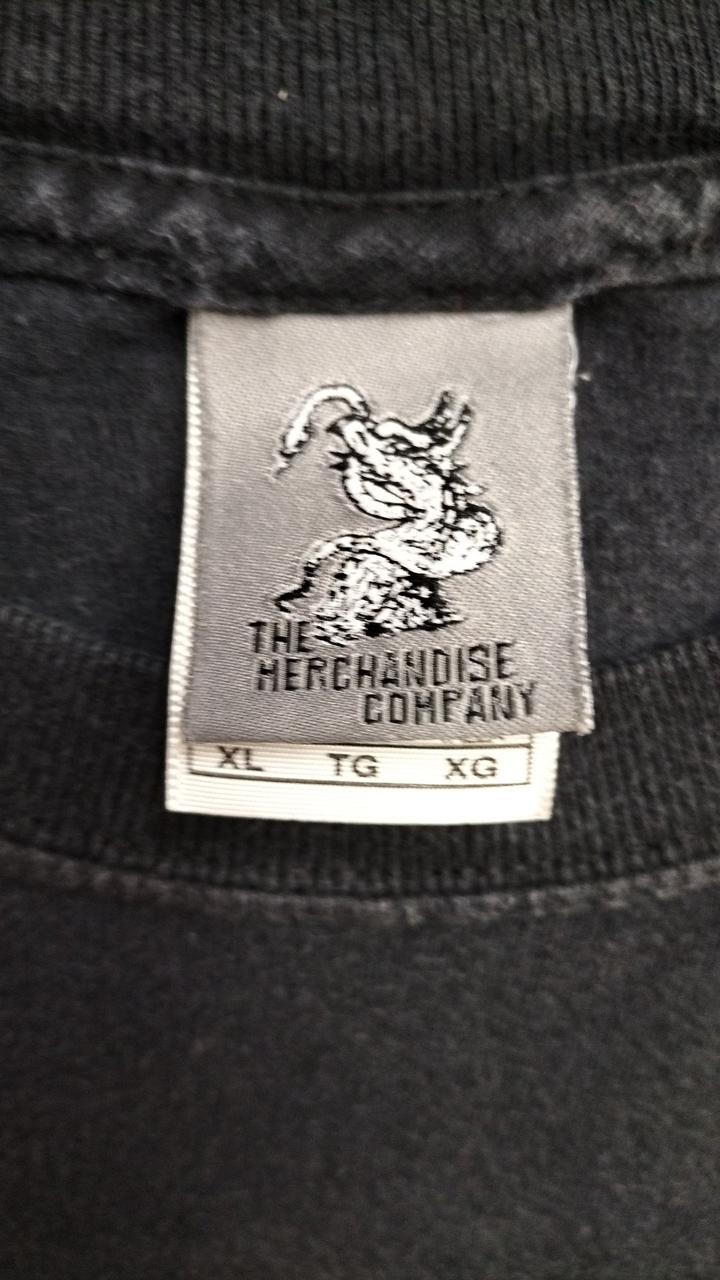 THE
MERCHANDISE
COMPANY
XL TG XG